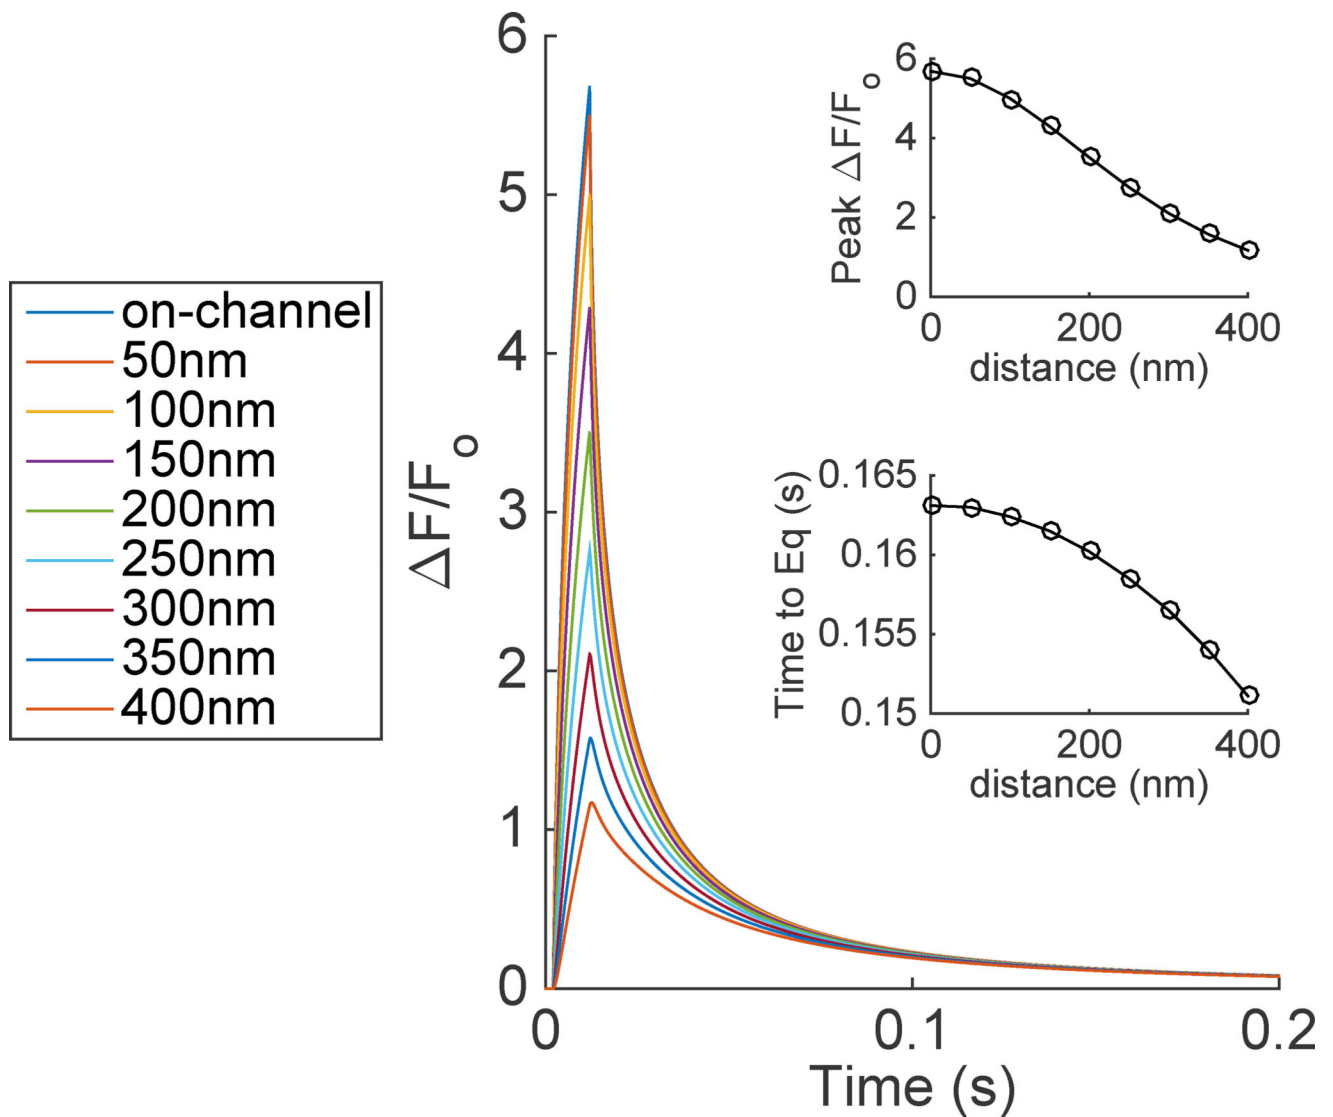 on-channel
50nm
100nm
150nm
200nm
250nm
300nm
350nm
400nm
6
5
4
3
2
1
0
ΔF/Fo
0
0.1
0.2
Time (s)
6
4
2
0
Peak ΔF/Fo
0
200
400
distance (nm)
0.165
0.16
0.155
0.15
Time to Eq (s)
0
200
400
distance (nm)